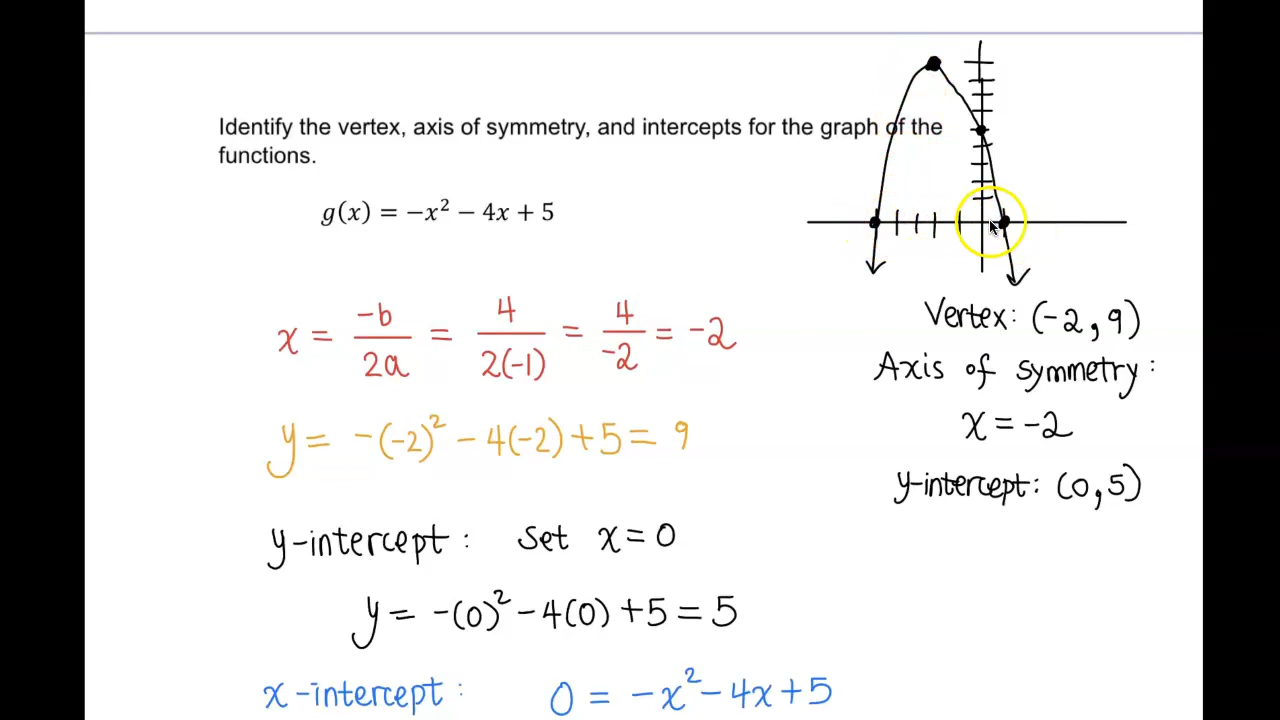 Identify the vertex, axis of symmetry, and intercepts for the graph of the
functions.
g(x) = −x² − 4x + 5
x = -b/2a = 4/2(-1) = 4/-2 = -2
y = -(-2)² - 4(-2) + 5 = 9
y-intercept: set x = 0
y = -(0)² - 4(0) + 5 = 5
x-intercept: 0 = -x² - 4x + 5
Vertex: (-2, 9)
Axis of symmetry:
x = -2
y-intercept: (0, 5)